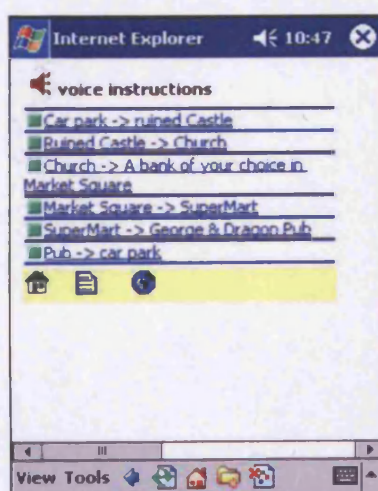 Internet Explorer 10:47
voice instructions
Car park -> ruined Castle
Ruined Castle -> Church
Church -> A bank of your choice in
Market Square
Market Square -> SuperMart
SuperMart -> George & Dragon Pub
Pub -> car park
View Tools